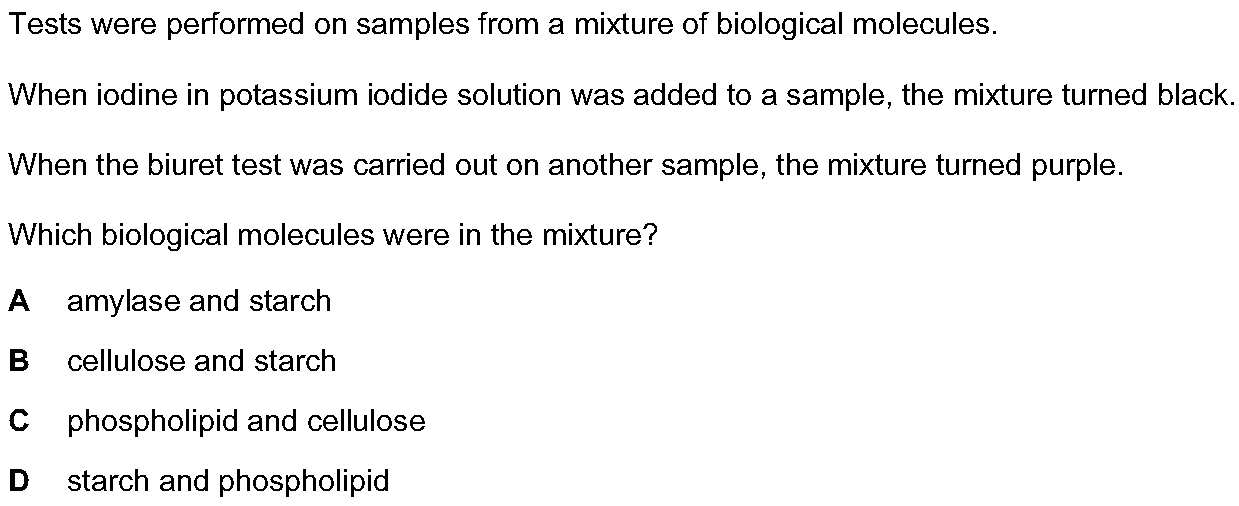 Tests were performed on samples from a mixture of biological molecules.
When iodine in potassium iodide solution was added to a sample, the mixture turned black.
When the biuret test was carried out on another sample, the mixture turned purple.
Which biological molecules were in the mixture?
A amylase and starch
B cellulose and starch
C phospholipid and cellulose
D starch and phospholipid